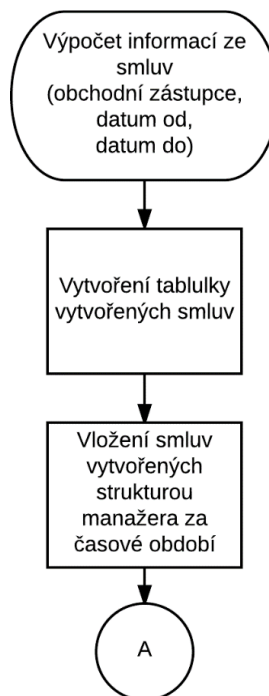 Výpočet informací ze
smluv
(obchodní zástupce,
datum od,
datum do)
Vytvoření tablulky
vytvořených smluv
Vložení smluv
vytvořených
strukturou
manažera za
časové období
A